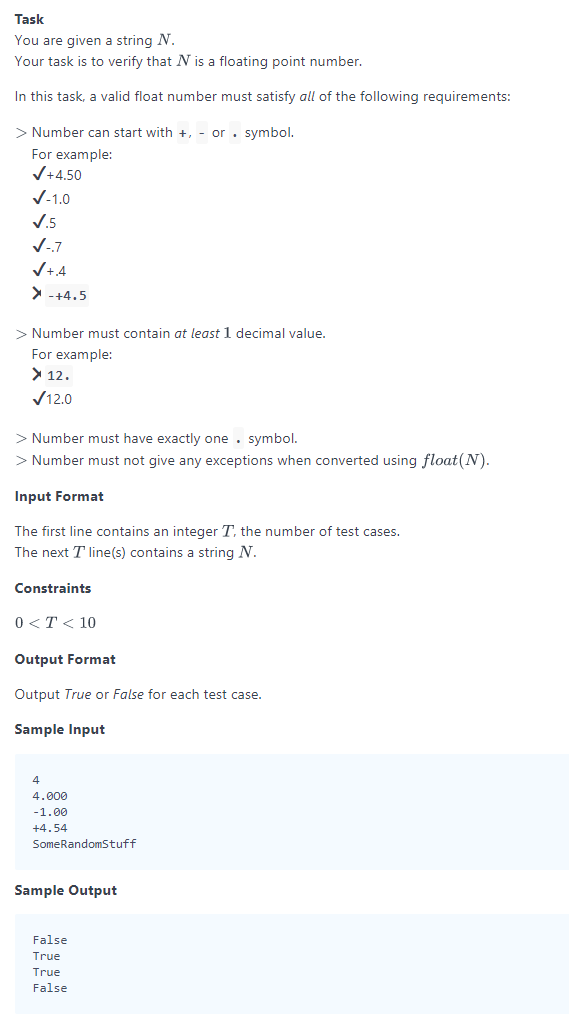 Task
You are given a string N.
Your task is to verify that N is a floating point number.
In this task, a valid float number must satisfy all of the following requirements:
> Number can start with +, - or . symbol.
For example:
✓+4.50
✓-1.0
✓.5
✓-.7
✓+.4
✗ -+4.5
> Number must contain at least 1 decimal value.
For example:
✗ 12.
✓12.0
> Number must have exactly one . symbol.
> Number must not give any exceptions when converted using float(N).
Input Format
The first line contains an integer T, the number of test cases.
The next T line(s) contains a string N.
Constraints
0 < T < 10
Output Format
Output True or False for each test case.
Sample Input
4
4.0O0
-1.00
+4.54
SomeRandomStuff
Sample Output
False
True
True
False